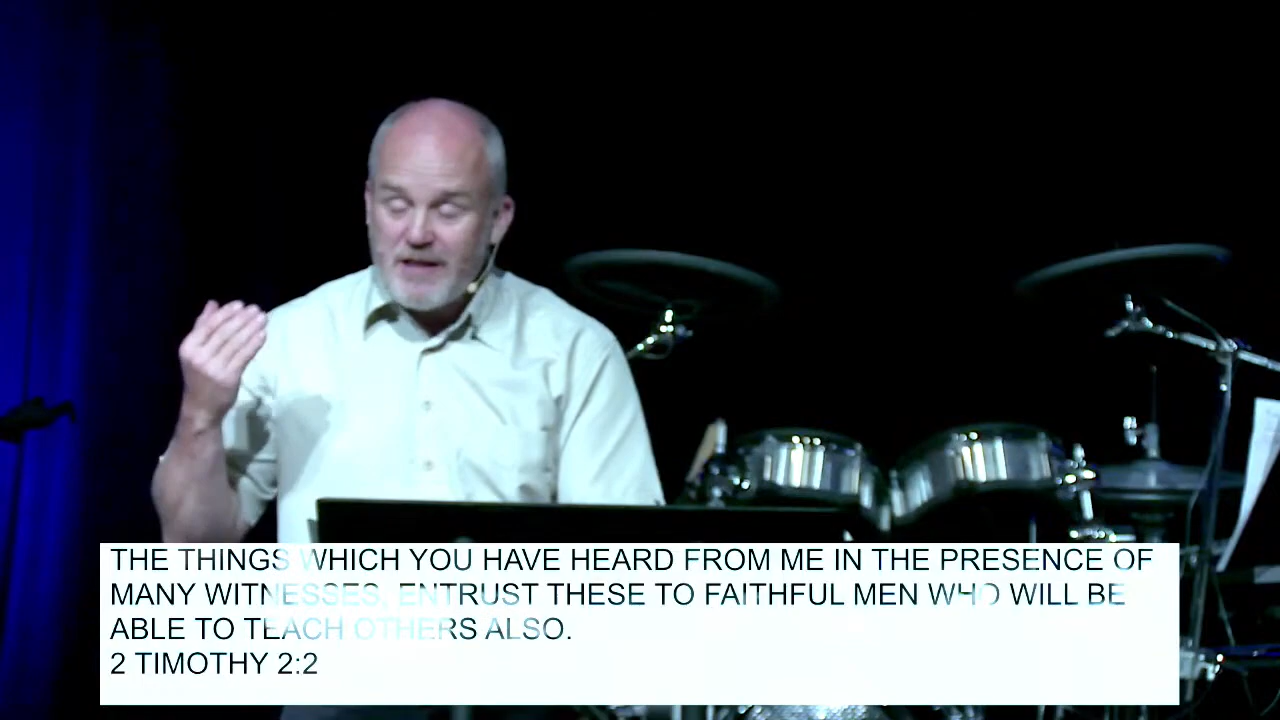 THE THINGS WHICH YOU HAVE HEARD FROM ME IN THE PRESENCE OF
MANY WITNESSES, ENTRUST THESE TO FAITHFUL MEN WHO WILL BE
ABLE TO TEACH OTHERS ALSO.
2 TIMOTHY 2:2